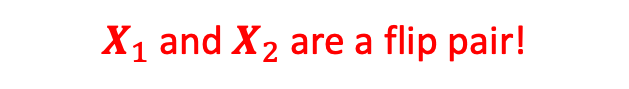 X₁ and X₂ are a flip pair!